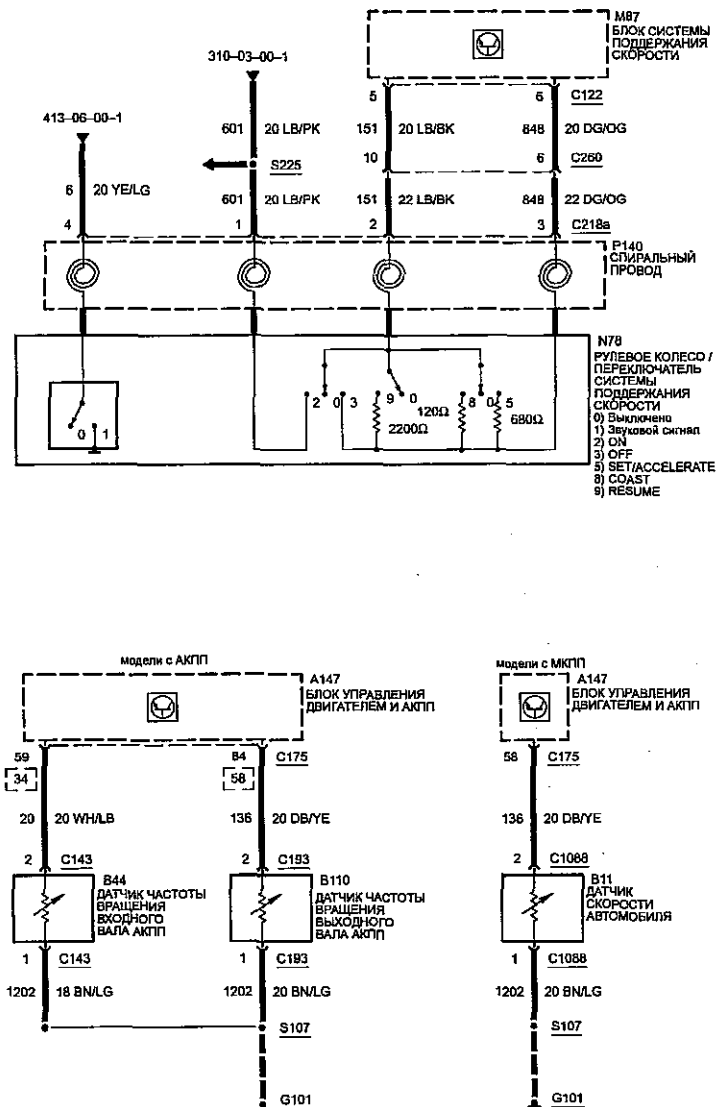 M87
БЛОК СИСТЕМЫ
ПОДДЕРЖАНИЯ
СКОРОСТИ
310-03-00-1
5 6 C122
413-06-00-1
601 20 LB/PK 151 20 LB/BK 848 20 DG/OG
S225 10 6 C260
6 20 YE/LG
601 20 LB/PK 151 22 LB/BK 848 22 DG/OG
4 1 2 3 C218a
P140
СПИРАЛЬНЫЙ
ПРОВОД
N78
РУЛЕВОЕ КОЛЕСО /
ПЕРЕКЛЮЧАТЕЛЬ
СИСТЕМЫ
ПОДДЕРЖАНИЯ
СКОРОСТИ
0) Выключено
1) Звуковой сигнал
2) ON
3) OFF
5) SET/ACCELERATE
8) COAST
9) RESUME
2 0 3 9 0 8 0 5
120Ω
2200Ω
680Ω
0 1
модели с АКПП
A147
БЛОК УПРАВЛЕНИЯ
ДВИГАТЕЛЕМ И АКПП
модели с МКПП
A147
БЛОК УПРАВЛЕНИЯ
ДВИГАТЕЛЕМ И АКПП
59 84 C175 58 C175
34 58
20 20 WH/LB 136 20 DB/YE 136 20 DB/YE
2 C143 2 C193 2 C1088
B44
ДАТЧИК ЧАСТОТЫ
ВРАЩЕНИЯ
ВХОДНОГО
ВАЛА АКПП
B110
ДАТЧИК ЧАСТОТЫ
ВРАЩЕНИЯ
ВЫХОДНОГО
ВАЛА АКПП
B11
ДАТЧИК
СКОРОСТИ
АВТОМОБИЛЯ
1 C143 1 C193 1 C1088
1202 18 BN/LG 1202 20 BN/LG 1202 20 BN/LG
S107 S107
G101 G101